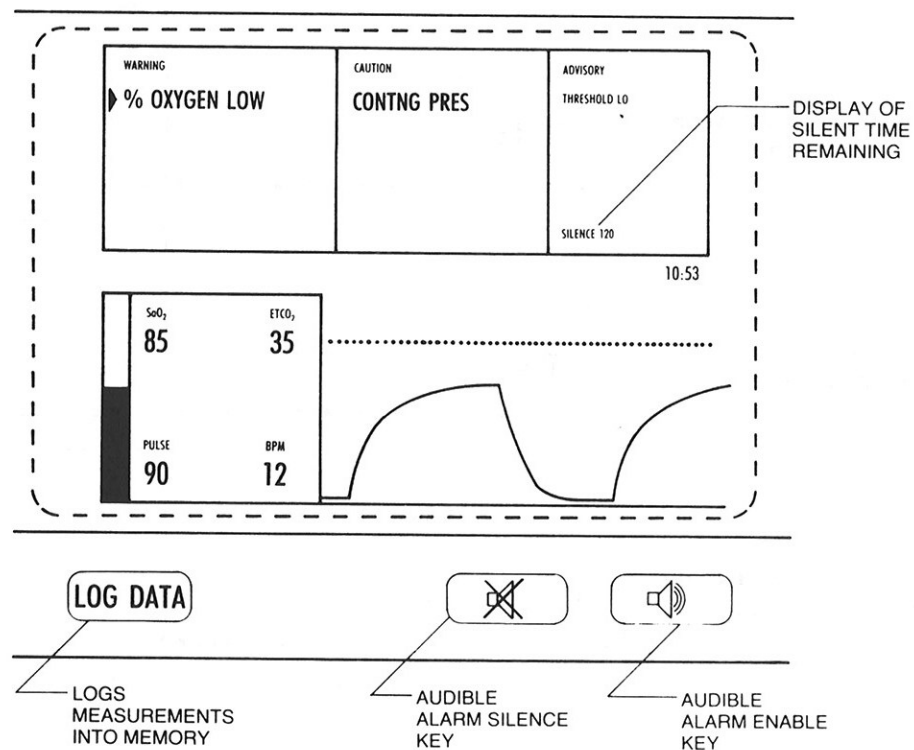 WARNING
% OXYGEN LOW
CAUTION
CONTNG PRES
ADVISORY
THRESHOLD LO
SILENCE 120
DISPLAY OF
SILENT TIME
REMAINING
10:53
SaO₂
85
ETCO₂
35
PULSE
90
BPM
12
LOG DATA
LOGS
MEASUREMENTS
INTO MEMORY
AUDIBLE
ALARM SILENCE
KEY
AUDIBLE
ALARM ENABLE
KEY